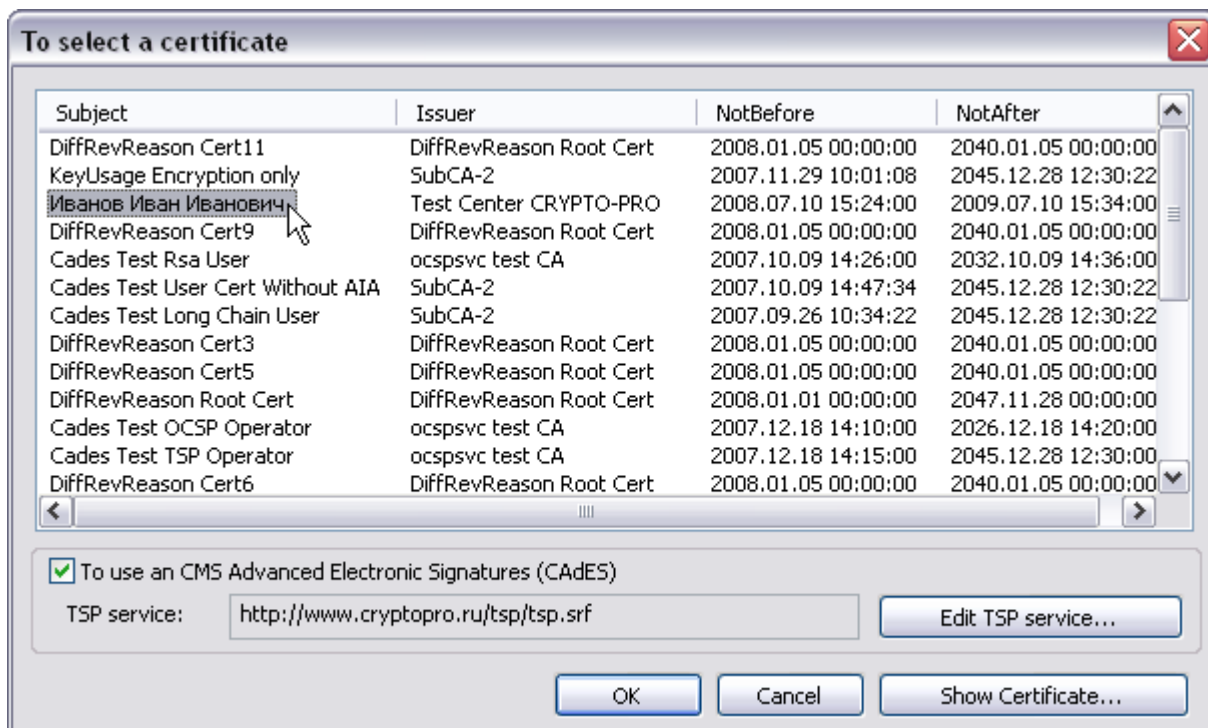 To select a certificate
Subject Issuer NotBefore NotAfter
DiffRevReason Cert11 DiffRevReason Root Cert 2008.01.05 00:00:00 2040.01.05 00:00:00
KeyUsage Encryption only SubCA-2 2007.11.29 10:01:08 2045.12.28 12:30:22
Иванов Иван Иванович Test Center CRYPTO-PRO 2008.07.10 15:24:00 2009.07.10 15:34:00
DiffRevReason Cert9 DiffRevReason Root Cert 2008.01.05 00:00:00 2040.01.05 00:00:00
Cades Test Rsa User ocspsvc test CA 2007.10.09 14:26:00 2032.10.09 14:36:00
Cades Test User Cert Without AIA SubCA-2 2007.10.09 14:47:34 2045.12.28 12:30:22
Cades Test Long Chain User SubCA-2 2007.09.26 10:34:22 2045.12.28 12:30:22
DiffRevReason Cert3 DiffRevReason Root Cert 2008.01.05 00:00:00 2040.01.05 00:00:00
DiffRevReason Cert5 DiffRevReason Root Cert 2008.01.05 00:00:00 2040.01.05 00:00:00
DiffRevReason Root Cert DiffRevReason Root Cert 2008.01.01 00:00:00 2047.11.28 00:00:00
Cades Test OCSP Operator ocspsvc test CA 2007.12.18 14:10:00 2026.12.18 14:20:00
Cades Test TSP Operator ocspsvc test CA 2007.12.18 14:15:00 2045.12.28 12:30:00
DiffRevReason Cert6 DiffRevReason Root Cert 2008.01.05 00:00:00 2040.01.05 00:00:00
To use an CMS Advanced Electronic Signatures (CAdES)
TSP service: http://www.cryptopro.ru/tsp/tsp.srf Edit TSP service...
OK Cancel Show Certificate...